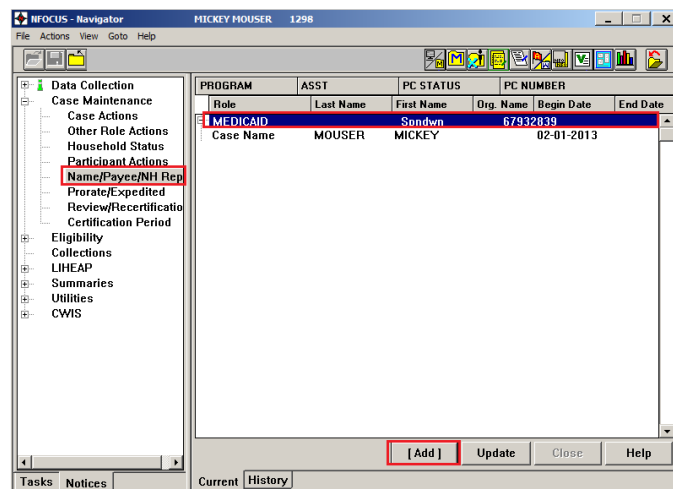 NFOCUS - Navigator MICKEY MOUSER 1298
File Actions View Goto Help
Data Collection
Case Maintenance
Case Actions
Other Role Actions
Household Status
Participant Actions
Name/Payee/NH Rep
Prorate/Expedited
Review/Recertificatio
Certification Period
Eligibility
Collections
LIHEAP
Summaries
Utilities
CWIS
Tasks Notices
PROGRAM ASST PC STATUS PC NUMBER
Role Last Name First Name Org. Name Begin Date End Date
MEDICAID Sondwn 67932839
Case Name MOUSER MICKEY 02-01-2013
[ Add ] Update Close Help
Current History